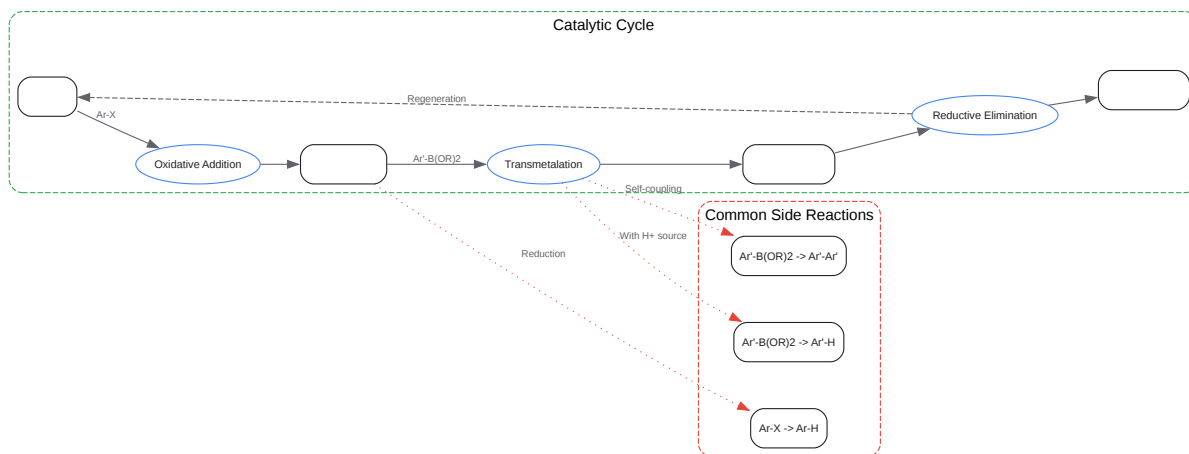 Catalytic Cycle
Regeneration
Ar-X
Reductive Elimination
Oxidative Addition
Ar'-B(OR)2
Transmetalation
Self-coupling
Common Side Reactions
With H+ source
Ar'-B(OR)2 -> Ar'-Ar'
Reduction
Ar'-B(OR)2 -> Ar'-H
Ar-X -> Ar-H